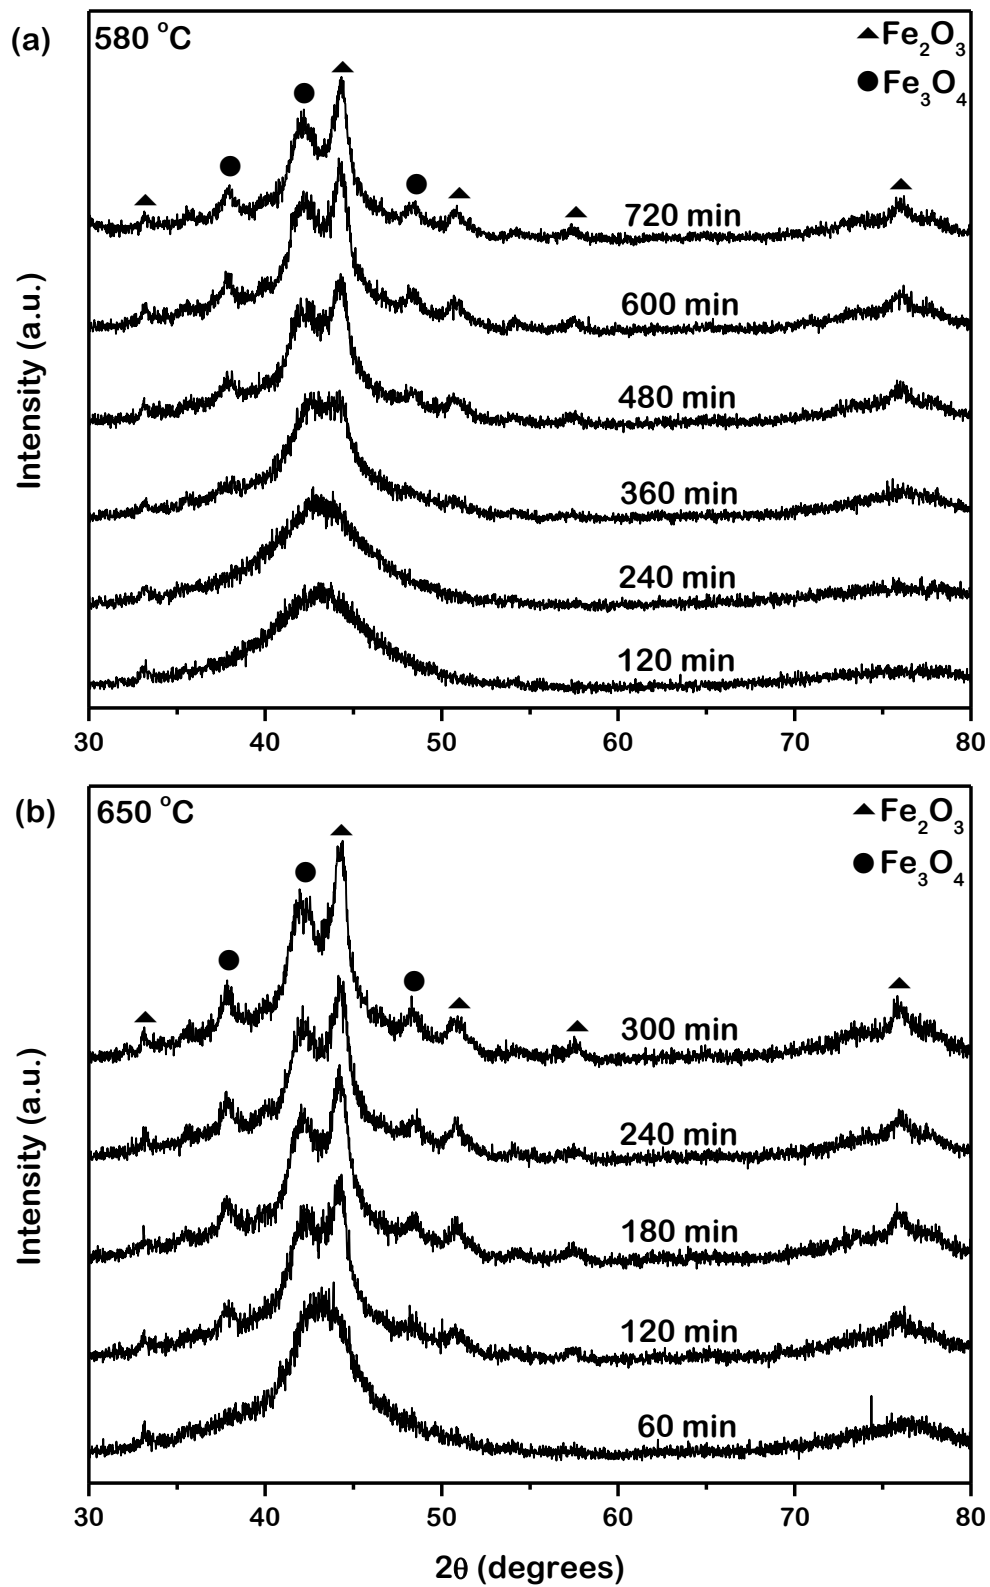 (a)
580 °C
Fe₂O₃
Fe₃O₄
720 min
600 min
480 min
360 min
240 min
120 min
Intensity (a.u.)
30 40 50 60 70 80
(b)
650 °C
Fe₂O₃
Fe₃O₄
300 min
240 min
180 min
120 min
60 min
Intensity (a.u.)
30 40 50 60 70 80
2θ (degrees)